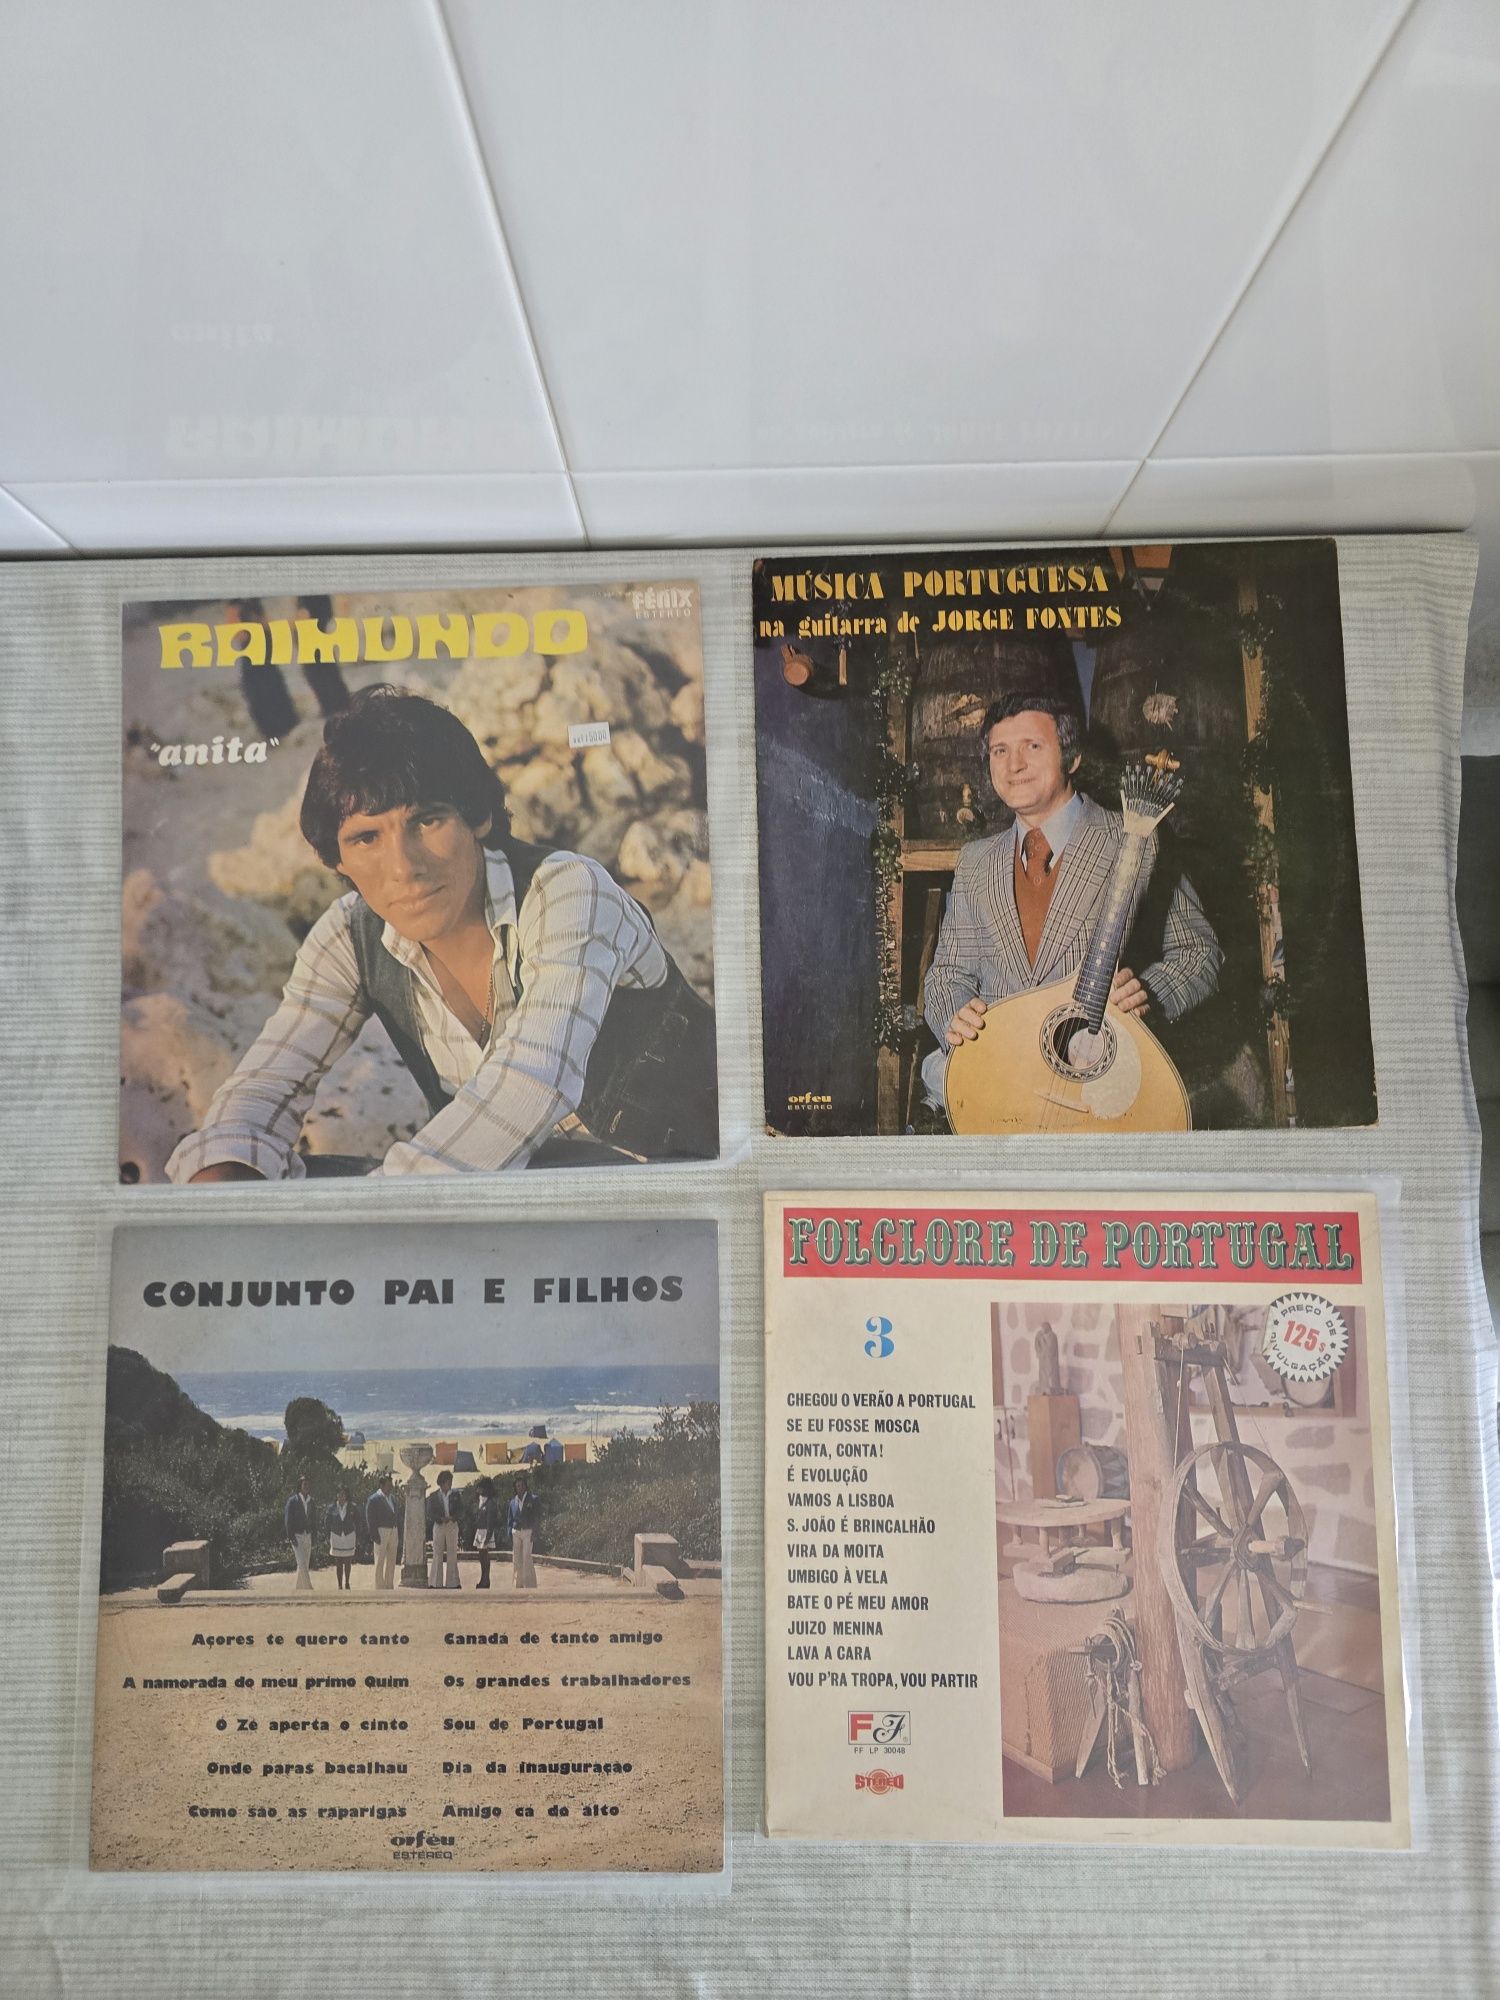 RAIMUNDO
FÉNIX
ESTEREO
"anita"
MÚSICA PORTUGUESA
na guitarra de JORGE FONTES
orfeu
ESTEREO
CONJUNTO PAI E FILHOS
Açores te quero tanto
A namorada do meu primo Quim
O Zé aperta o cinto
Onde paras bacalhau
Como são as raparigas
Canadá de tanto amigo
Os grandes trabalhadores
Sou de Portugal
Dia da inauguração
Amigo cá do alto
orfeu
ESTEREO
FOLCLORE DE PORTUGAL
3
PREÇO DE
125$
DIVULGAÇÃO
CHEGOU O VERÃO A PORTUGAL
SE EU FOSSE MOSCA
CONTA, CONTA!
É EVOLUÇÃO
VAMOS A LISBOA
S. JOÃO É BRINCALHÃO
VIRA DA MOITA
UMBIGO À VELA
BATE O PÉ MEU AMOR
JUIZO MENINA
LAVA A CARA
VOU P'RA TROPA, VOU PARTIR
FF
FF LP 30048
STEREO